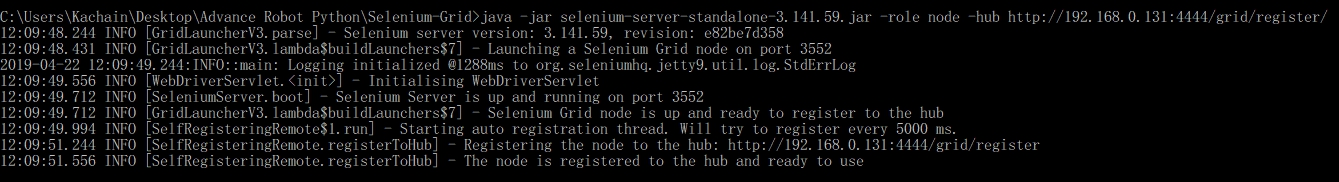 C:\Users\Kachain\Desktop\Advance Robot Python\Selenium-Grid>java -jar selenium-server-standalone-3.141.59.jar -role node -hub http://192.168.0.131:4444/grid/register/
12:09:48.244 INFO [GridLauncherV3.parse] - Selenium server version: 3.141.59, revision: e82be7d358
12:09:48.431 INFO [GridLauncherV3.lambda$buildLaunchers$7] - Launching a Selenium Grid node on port 3552
2019-04-22 12:09:49.244:INFO::main: Logging initialized @1288ms to org.seleniumhq.jetty9.util.log.StdErrLog
12:09:49.556 INFO [WebDriverServlet.<init>] - Initialising WebDriverServlet
12:09:49.712 INFO [SeleniumServer.boot] - Selenium Server is up and running on port 3552
12:09:49.712 INFO [GridLauncherV3.lambda$buildLaunchers$7] - Selenium Grid node is up and ready to register to the hub
12:09:49.994 INFO [SelfRegisteringRemote$1.run] - Starting auto registration thread. Will try to register every 5000 ms.
12:09:51.244 INFO [SelfRegisteringRemote.registerToHub] - Registering the node to the hub: http://192.168.0.131:4444/grid/register
12:09:51.556 INFO [SelfRegisteringRemote.registerToHub] - The node is registered to the hub and ready to use